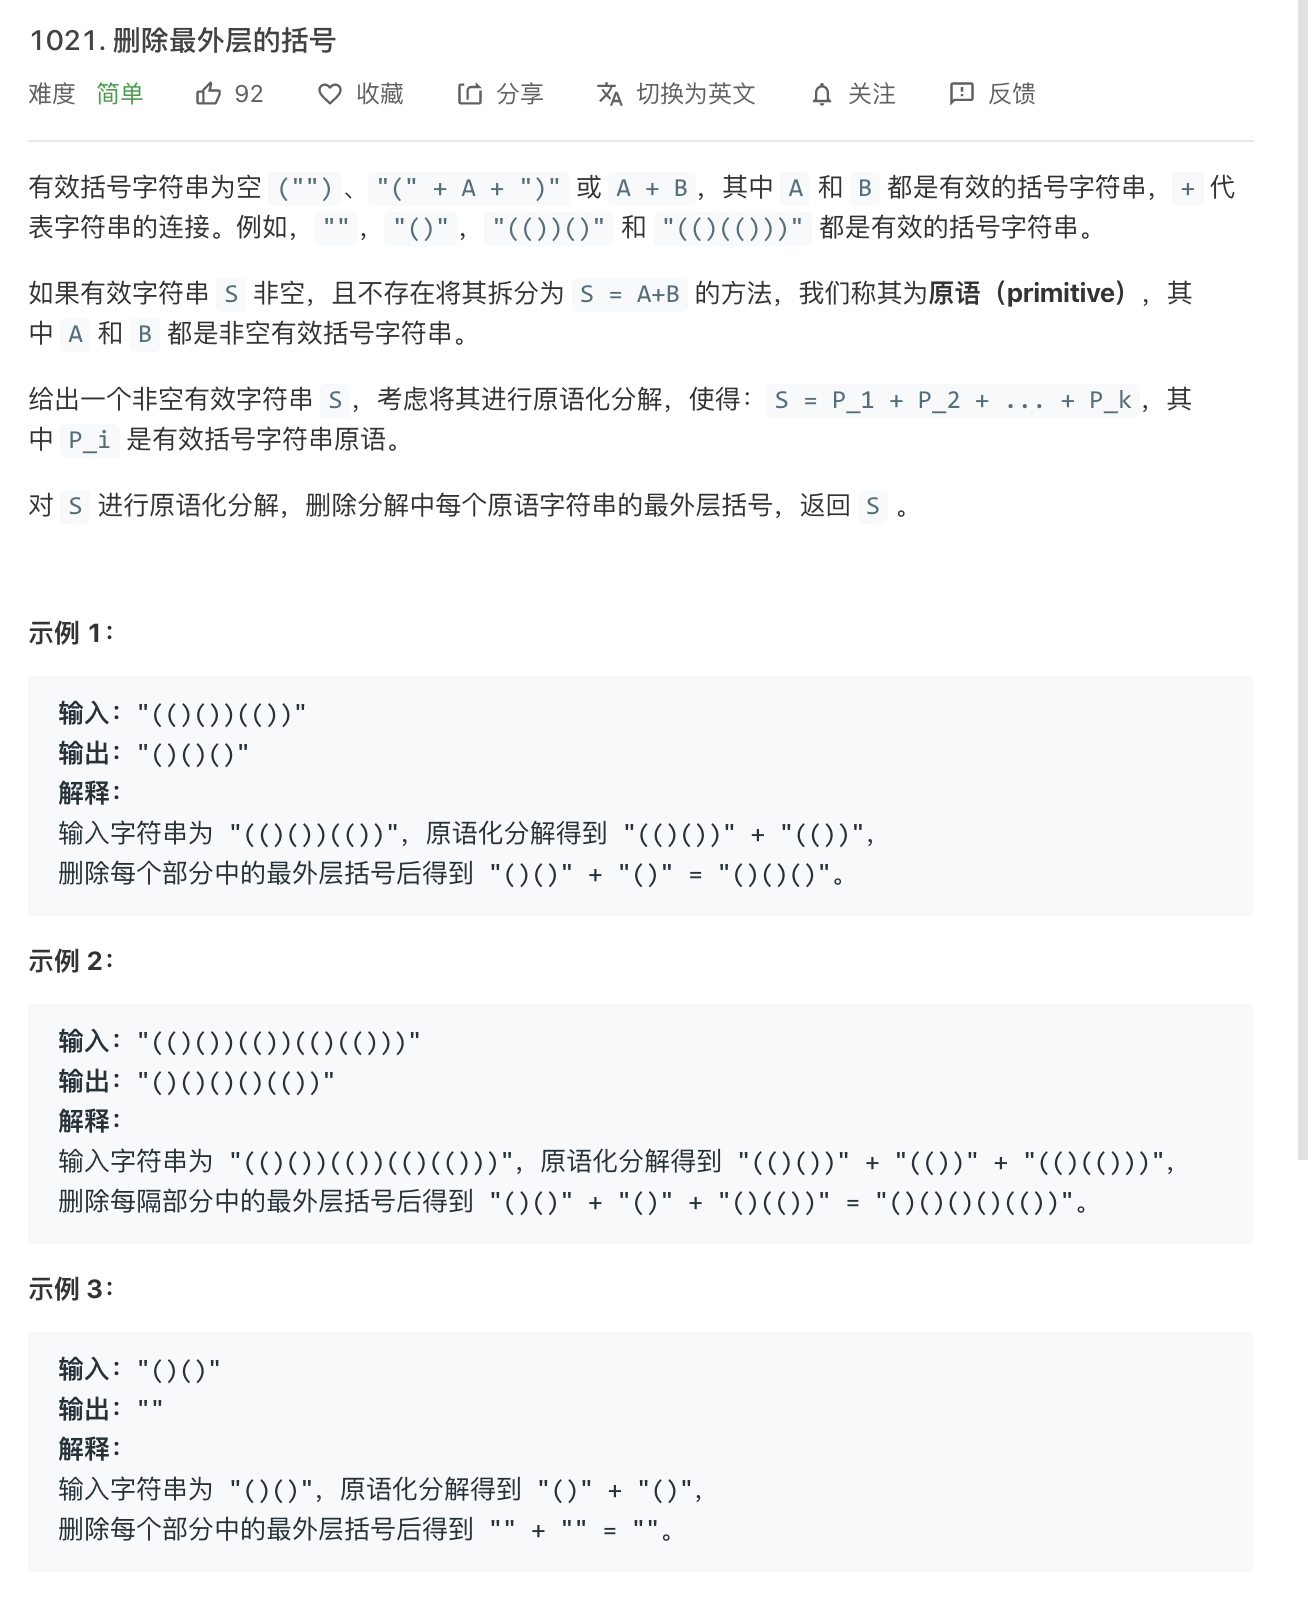 1021. 删除最外层的括号
难度 简单 92 收藏 分享 切换为英文 关注 反馈
有效括号字符串为空 ("")、"(" + A + ")" 或 A + B，其中 A 和 B 都是有效的括号字符串，+ 代
表字符串的连接。例如，""，"()"，"(())()" 和 "(()(()))" 都是有效的括号字符串。
如果有效字符串 S 非空，且不存在将其拆分为 S = A+B 的方法，我们称其为原语（primitive），其
中 A 和 B 都是非空有效括号字符串。
给出一个非空有效字符串 S，考虑将其进行原语化分解，使得：S = P_1 + P_2 + ... + P_k，其
中 P_i 是有效括号字符串原语。
对 S 进行原语化分解，删除分解中每个原语字符串的最外层括号，返回 S 。
示例 1：
输入："(()())(())"
输出："()()()"
解释：
输入字符串为 "(()())(())"，原语化分解得到 "(()())" + "(())"，
删除每个部分中的最外层括号后得到 "()()" + "()" = "()()()"。
示例 2：
输入："(()())(())(()(()))"
输出："()()()()(())"
解释：
输入字符串为 "(()())(())(()(()))"，原语化分解得到 "(()())" + "(())" + "(()(()))"，
删除每隔部分中的最外层括号后得到 "()()" + "()" + "()(())" = "()()()()(())"。
示例 3：
输入："()()"
输出：""
解释：
输入字符串为 "()()"，原语化分解得到 "()" + "()"，
删除每个部分中的最外层括号后得到 "" + "" = ""。